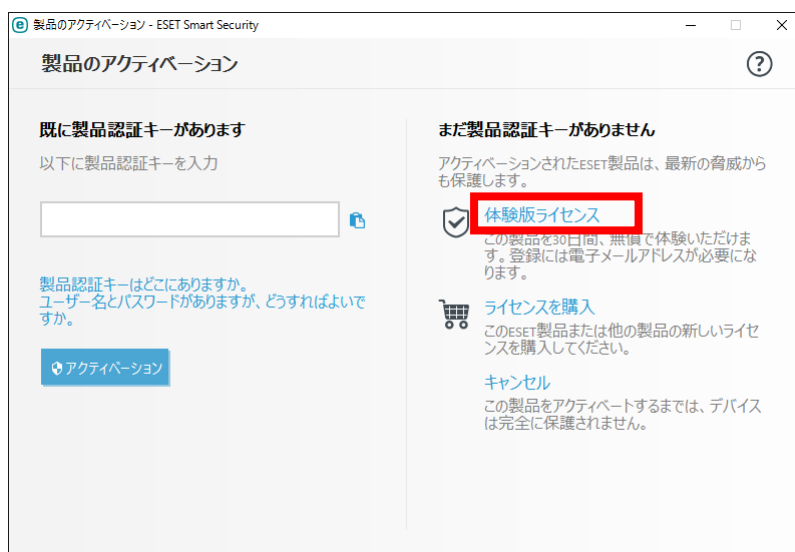 製品のアクティベーション - ESET Smart Security
製品のアクティベーション
既に製品認証キーがあります
以下に製品認証キーを入力
製品認証キーはどこにありますか。
ユーザー名とパスワードがありますが、どうすればよいで
すか。
アクティベーション
まだ製品認証キーがありません
アクティベーションされたESET製品は、最新の脅威から
も保護します。
体験版ライセンス
この製品を30日間、無償で体験いただけま
す。登録には電子メールアドレスが必要にな
ります。
ライセンスを購入
このESET製品または他の製品の新しいライセ
ンスを購入してください。
キャンセル
この製品をアクティベートするまでは、デバイス
は完全に保護されません。